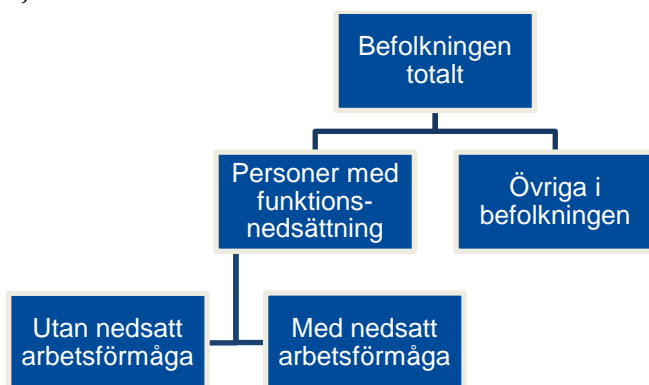 Befolkningen
totalt
Personer med
funktions-
nedsättning
Övriga i
befolkningen
Utan nedsatt
arbetsförmåga
Med nedsatt
arbetsförmåga